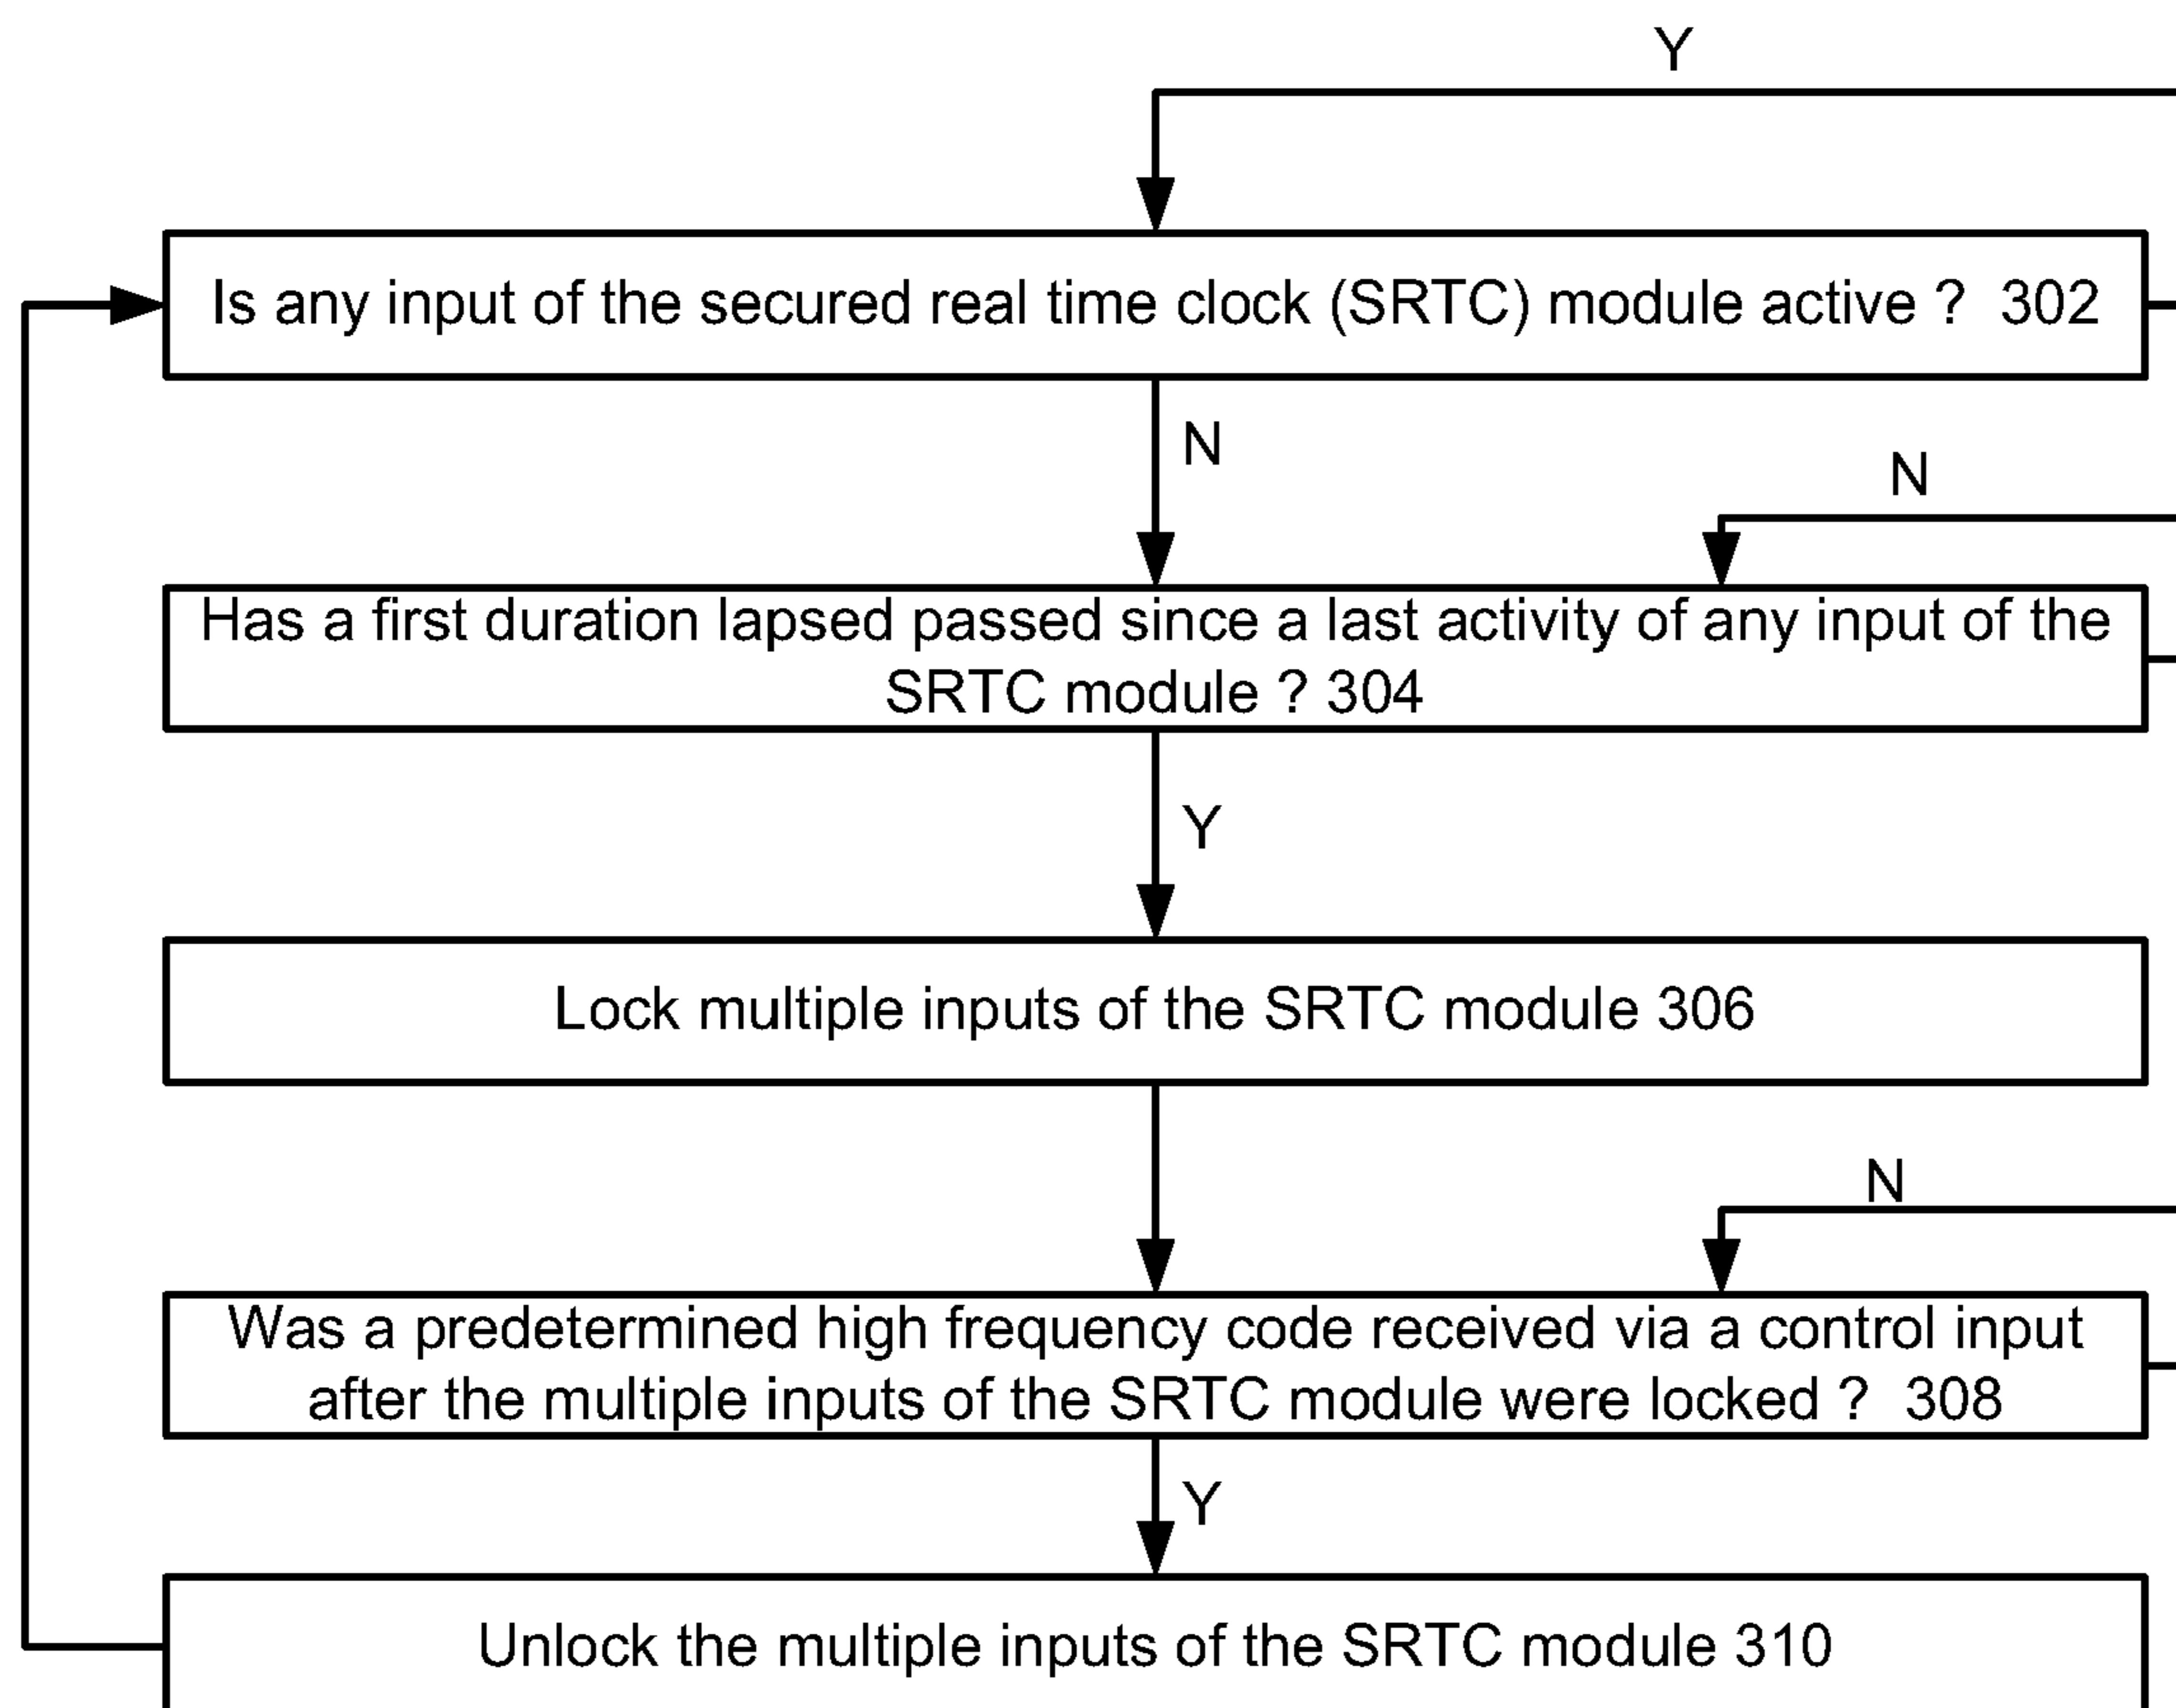 Y
Is any input of the secured real time clock (SRTC) module active ? 302
N
N
Has a first duration lapsed passed since a last activity of any input of the
SRTC module ? 304
Y
Lock multiple inputs of the SRTC module 306
N
Was a predetermined high frequency code received via a control input
after the multiple inputs of the SRTC module were locked ? 308
Y
Unlock the multiple inputs of the SRTC module 310